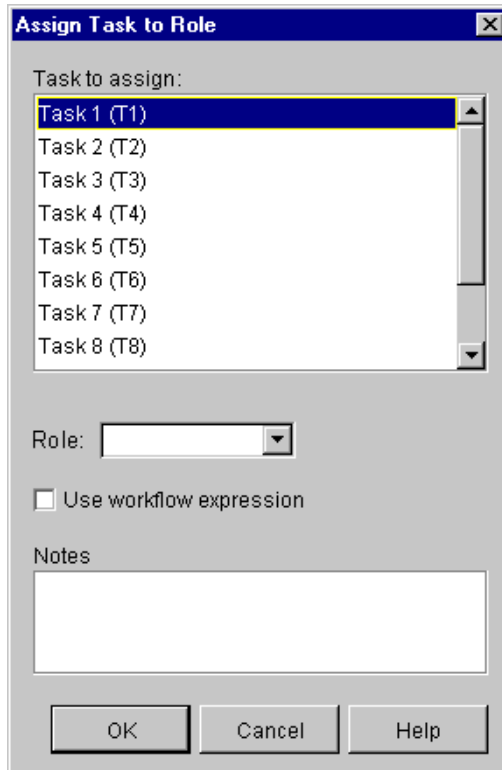 Assign Task to Role
Task to assign:
Task 1 (T1)
Task 2 (T2)
Task 3 (T3)
Task 4 (T4)
Task 5 (T5)
Task 6 (T6)
Task 7 (T7)
Task 8 (T8)
Role:
Use workflow expression
Notes
OK Cancel Help